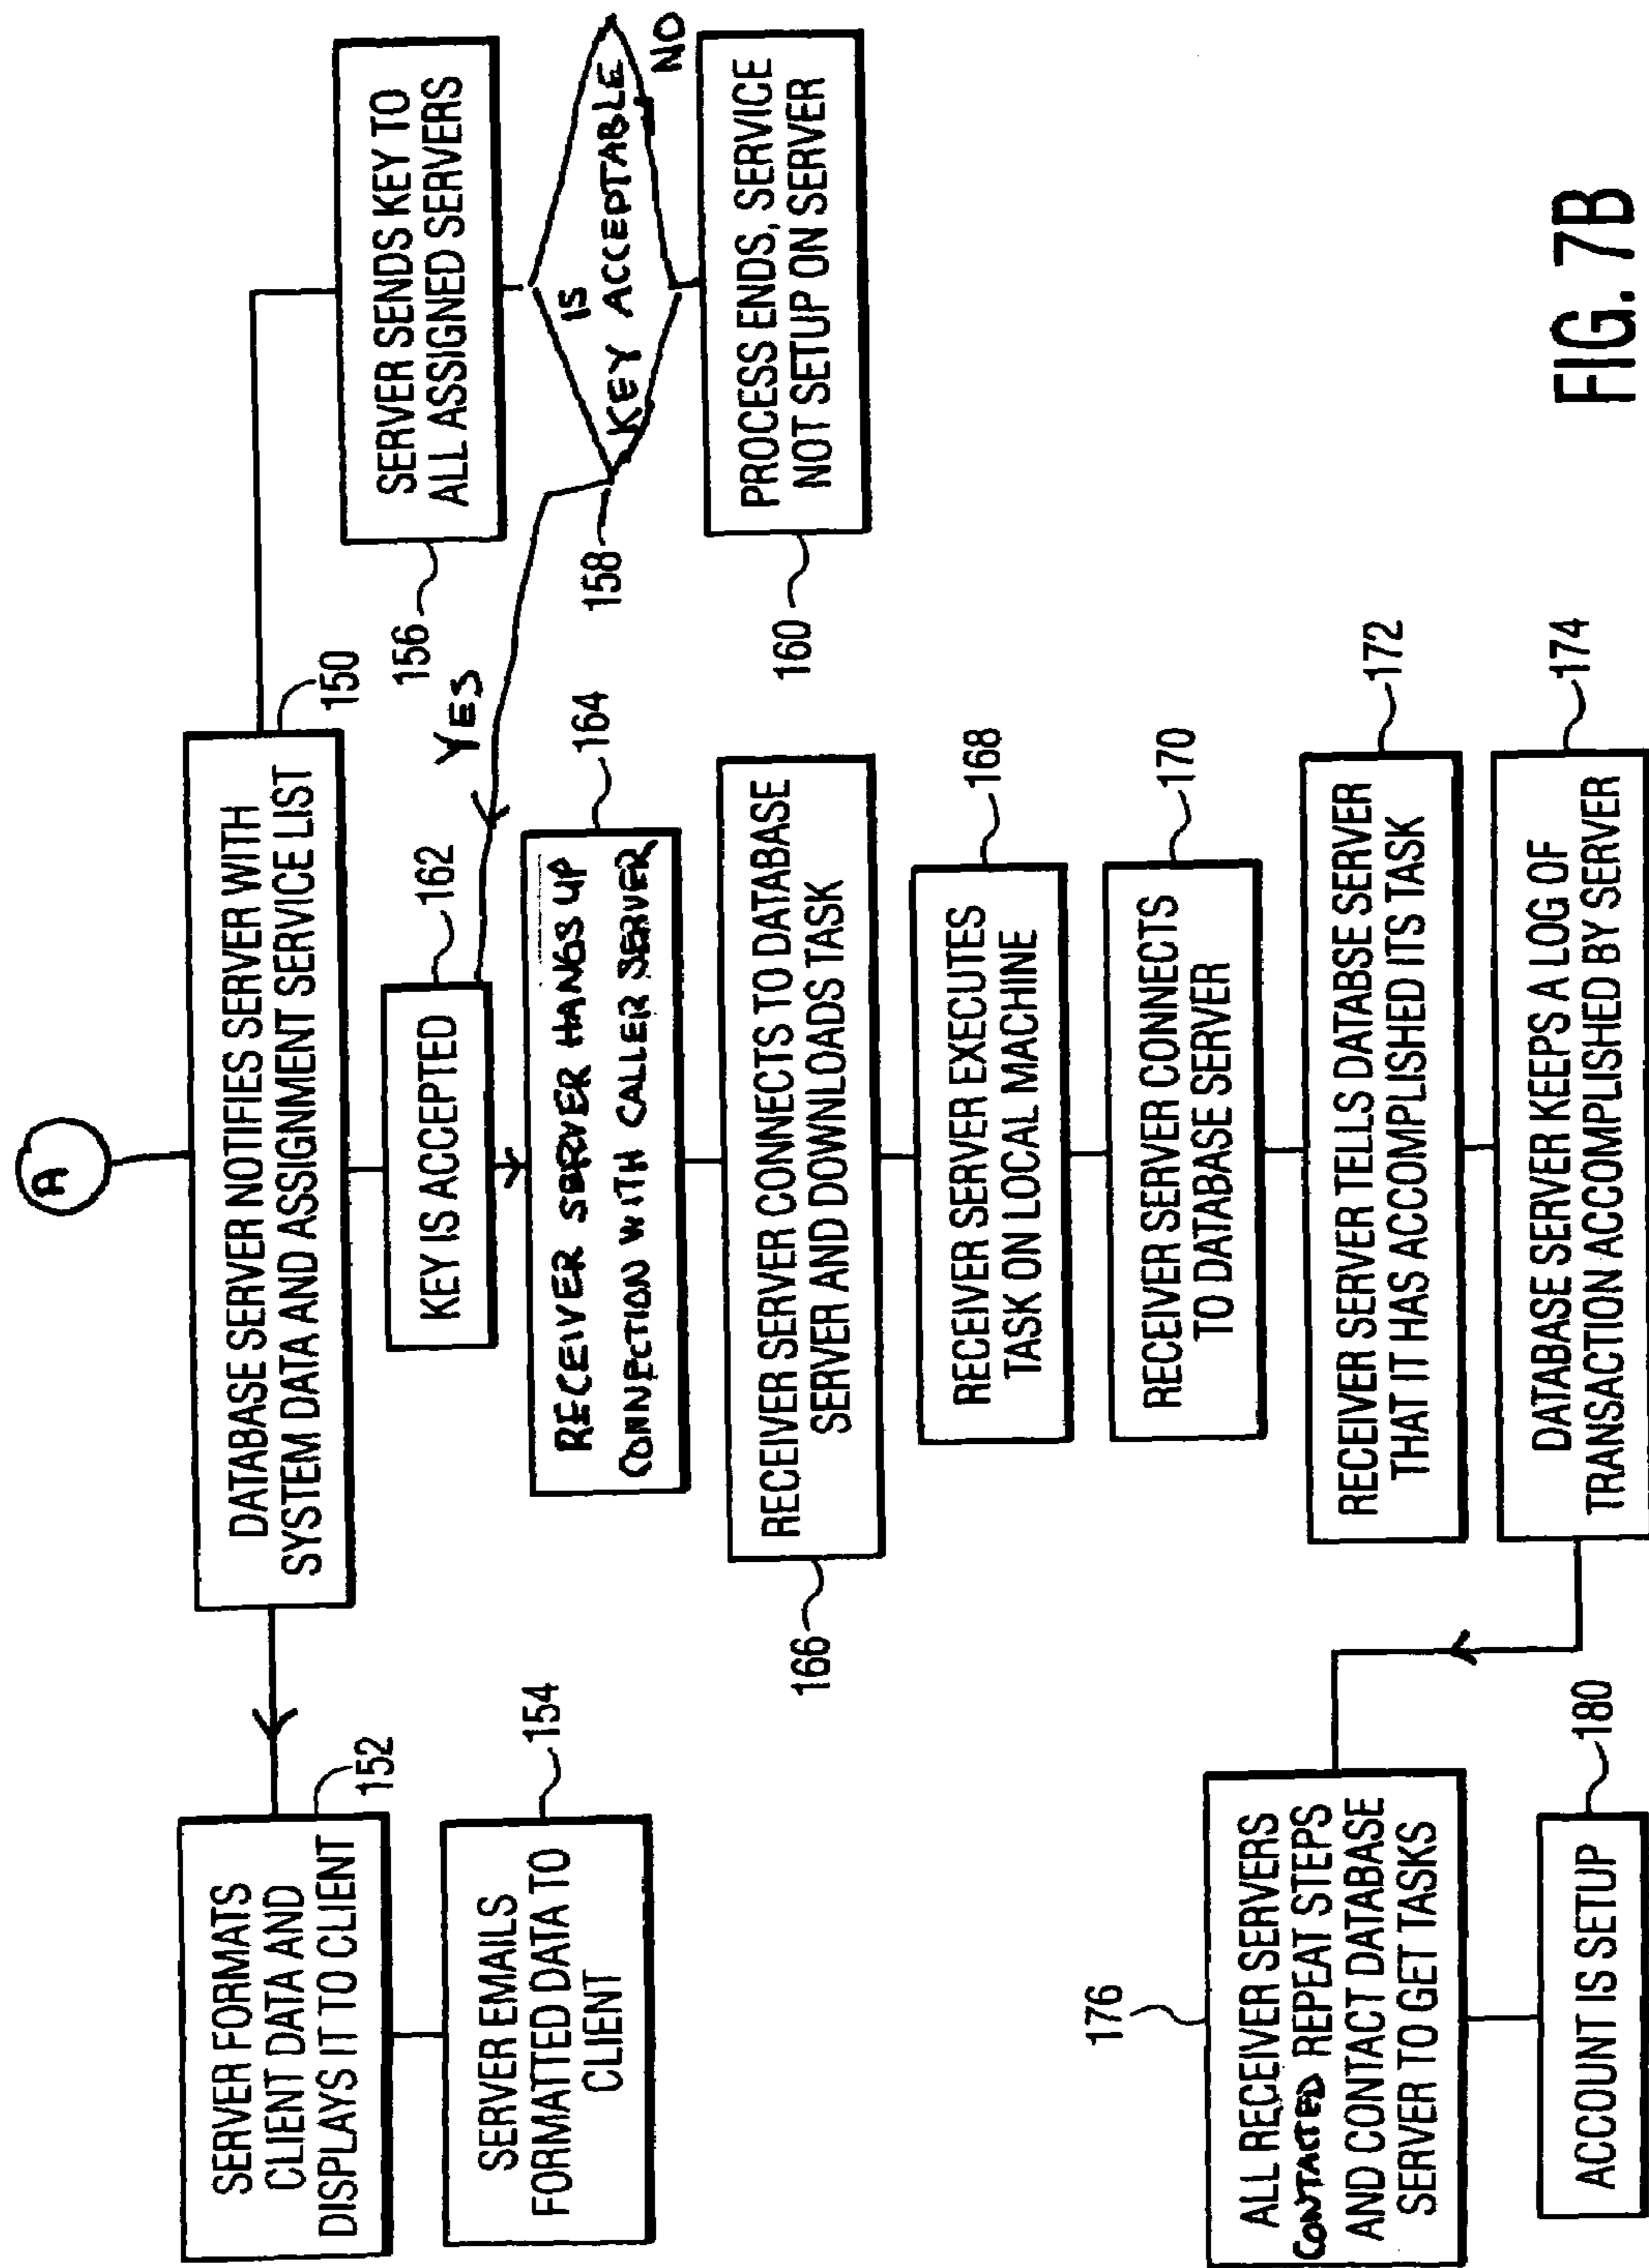 A
DATABASE SERVER NOTIFIES SERVER WITH
SYSTEM DATA AND ASSIGNMENT SERVICE LIST
150
SERVER FORMATS
CLIENT DATA AND
DISPLAYS IT TO CLIENT
152
SERVER EMAILS
FORMATTED DATA TO
CLIENT
154
SERVER SENDS KEY TO
ALL ASSIGNED SERVERS
156
IS
KEY ACCEPTABLE
158
YES
NO
PROCESS ENDS, SERVICE
NOT SETUP ON SERVER
160
KEY IS ACCEPTED
162
RECEIVER SERVER HANGS UP
CONNECTION WITH CALLER SERVER
164
RECEIVER SERVER CONNECTS TO DATABASE
SERVER AND DOWNLOADS TASK
166
RECEIVER SERVER EXECUTES
TASK ON LOCAL MACHINE
168
RECEIVER SERVER CONNECTS
TO DATABASE SERVER
170
RECEIVER SERVER TELLS DATABSE SERVER
THAT IT HAS ACCOMPLISHED ITS TASK
172
DATABASE SERVER KEEPS A LOG OF
TRANSACTION ACCOMPLISHED BY SERVER
174
ALL RECEIVER SERVERS
CONTACTED REPEAT STEPS
AND CONTACT DATABASE
SERVER TO GET TASKS
176
ACCOUNT IS SETUP
180
FIG. 7B